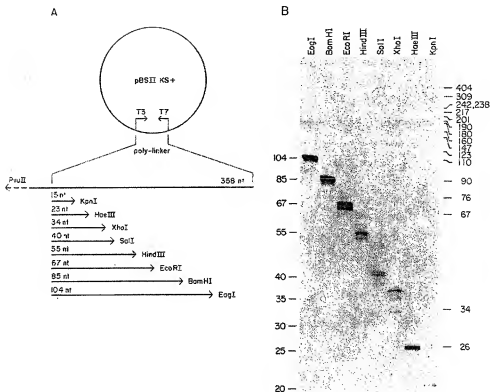 A
pBSII KS+
T3 T7
poly-linker
PvuII
358 nt
15 nt
KpnI
23 nt
HaeIII
34 nt
XhoI
40 nt
SalI
55 nt
HindIII
67 nt
EcoRI
85 nt
BamHI
104 nt
EagI
B
EagI
BamHI
EcoRI
HindIII
SalI
XhoI
HaeIII
KpnI
104
85
67
55
40
35
30
25
20
404
309
242,238
217
201
190
180
160
147
123
110
90
76
67
34
26